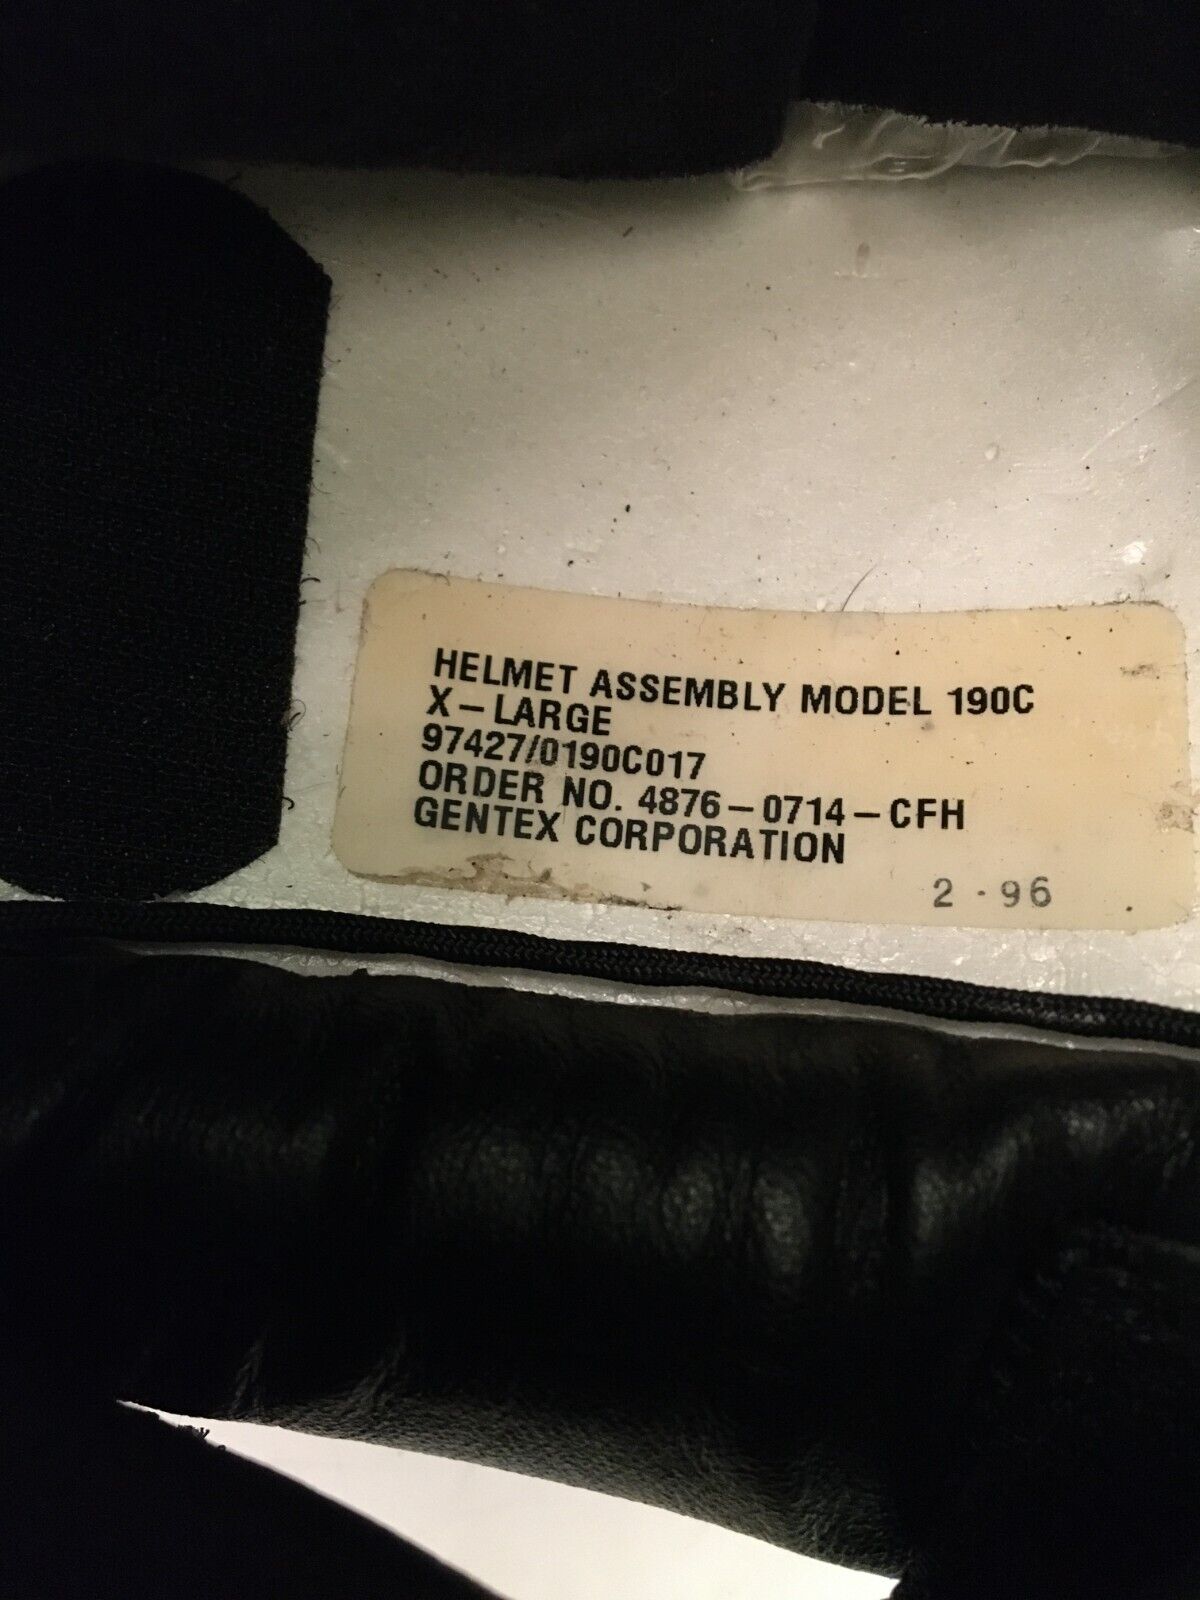 HELMET ASSEMBLY MODEL 190C
X-LARGE
97427/0190C017
ORDER NO. 4876-0714-CFH
GENTEX CORPORATION
2 · 96